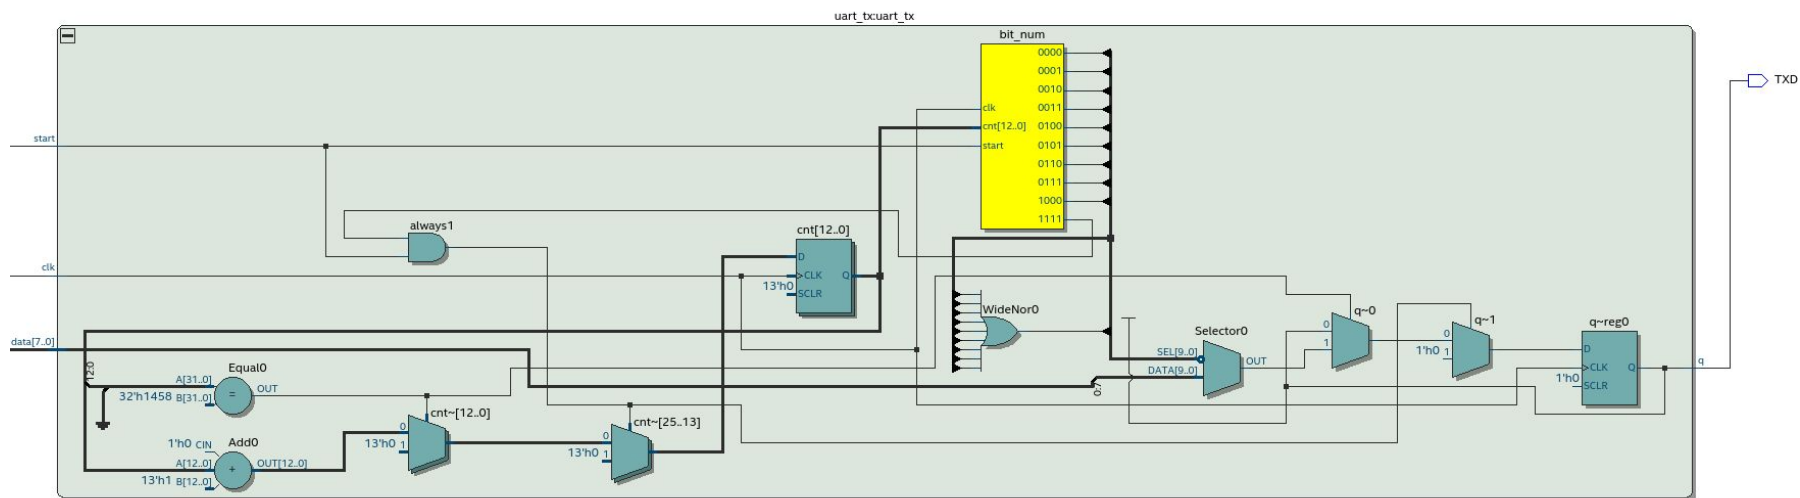 uart_tx:uart_tx
bit_num
0000
0001
0010
0011
0100
0101
0110
0111
1000
1111
clk
cnt[12..0]
start
TXD
start
always1
clk
cnt[12..0]
D
CLK
SCLR
Q
13'h0
data[7..0]
12:0
Equal0
A[31..0]
B[31..0]
OUT
=
32'h1458
Add0
1'h0 CIN
A[12..0]
13'h1 B[12..0]
OUT[12..0]
+
cnt~[12..0]
0
13'h0 1
cnt~[25..13]
0
13'h0 1
WideNor0
0:7
Selector0
SEL[9..0]
DATA[9..0]
OUT
q~0
0
1
q~1
0
1'h0 1
q~reg0
D
CLK
1'h0 SCLR
Q
q